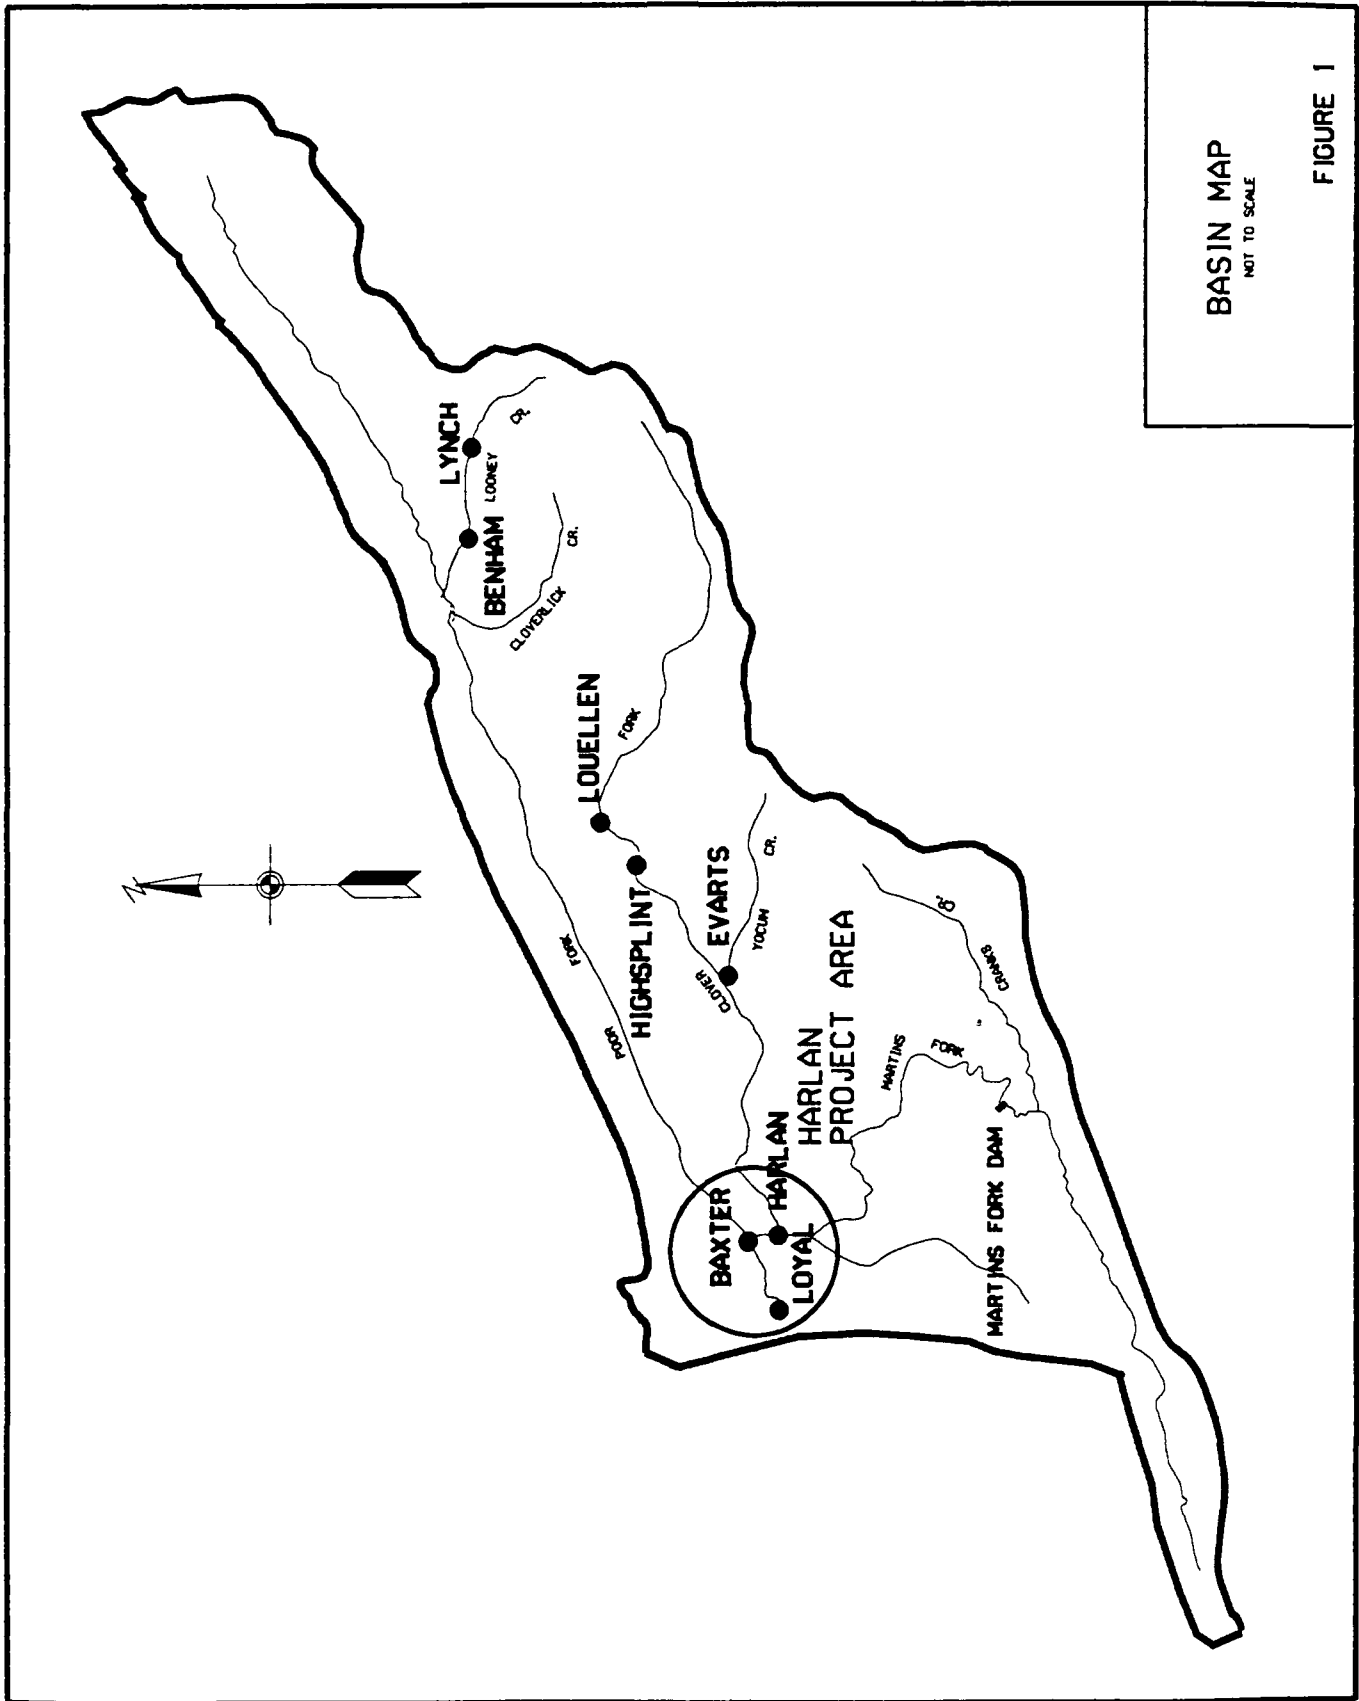 N
LYNCH
LOONEY
CR.
BENHAM
CLOVERLICK
CR.
LOUELLEN
FORK
HIGHSPLINT
EVARTS
CLOVER
YOCUM
CR.
POOR
FORK
BAXTER
HARLAN
LOYAL
HARLAN
PROJECT AREA
MARTINS
FORK
CRANKS
CR.
MARTINS FORK DAM
BASIN MAP
NOT TO SCALE
FIGURE 1